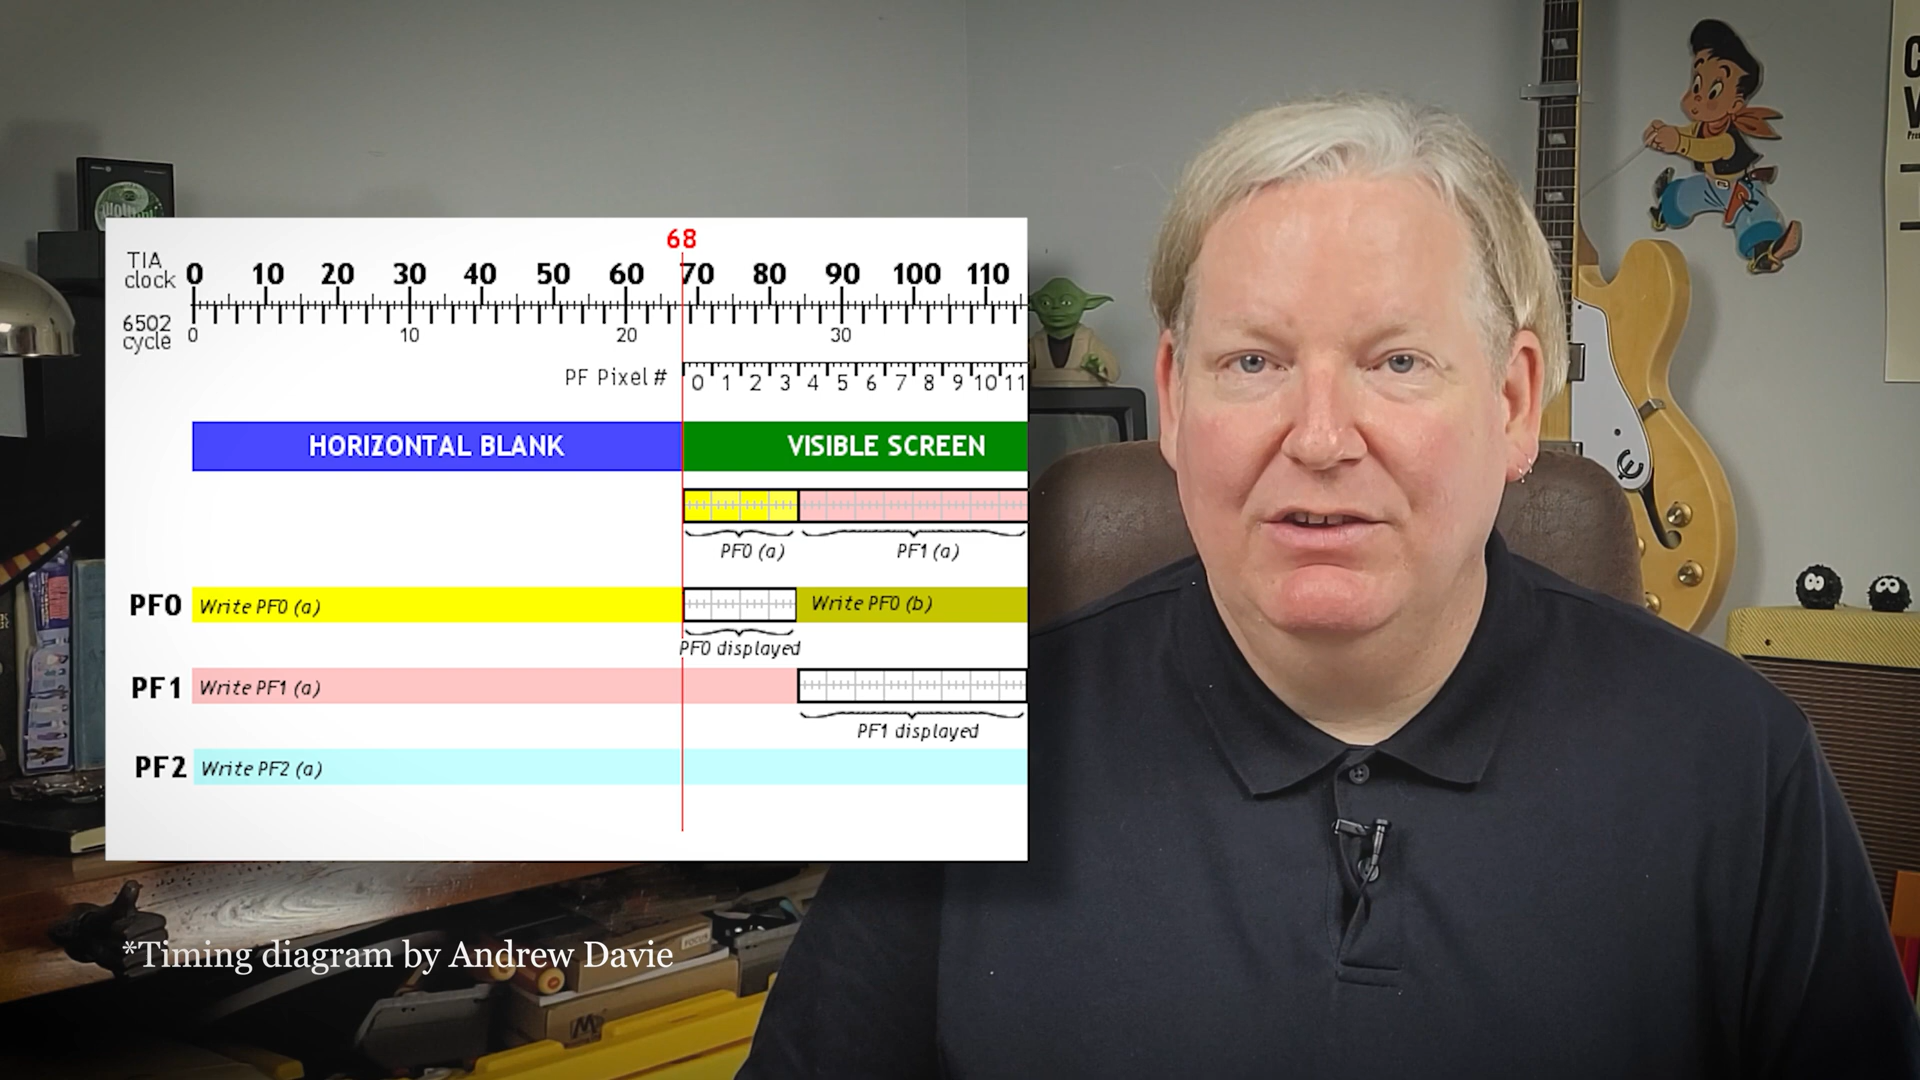 68
TIA clock 0 10 20 30 40 50 60 70 80 90 100 110
6502 cycle 0 10 20 30
PF Pixel # 0 1 2 3 4 5 6 7 8 9 10 11
HORIZONTAL BLANK VISIBLE SCREEN
PF0 (a) PF1 (a)
PF0 Write PF0 (a) Write PF0 (b)
PF0 displayed
PF1 Write PF1 (a)
PF1 displayed
PF2 Write PF2 (a)
*Timing diagram by Andrew Davie